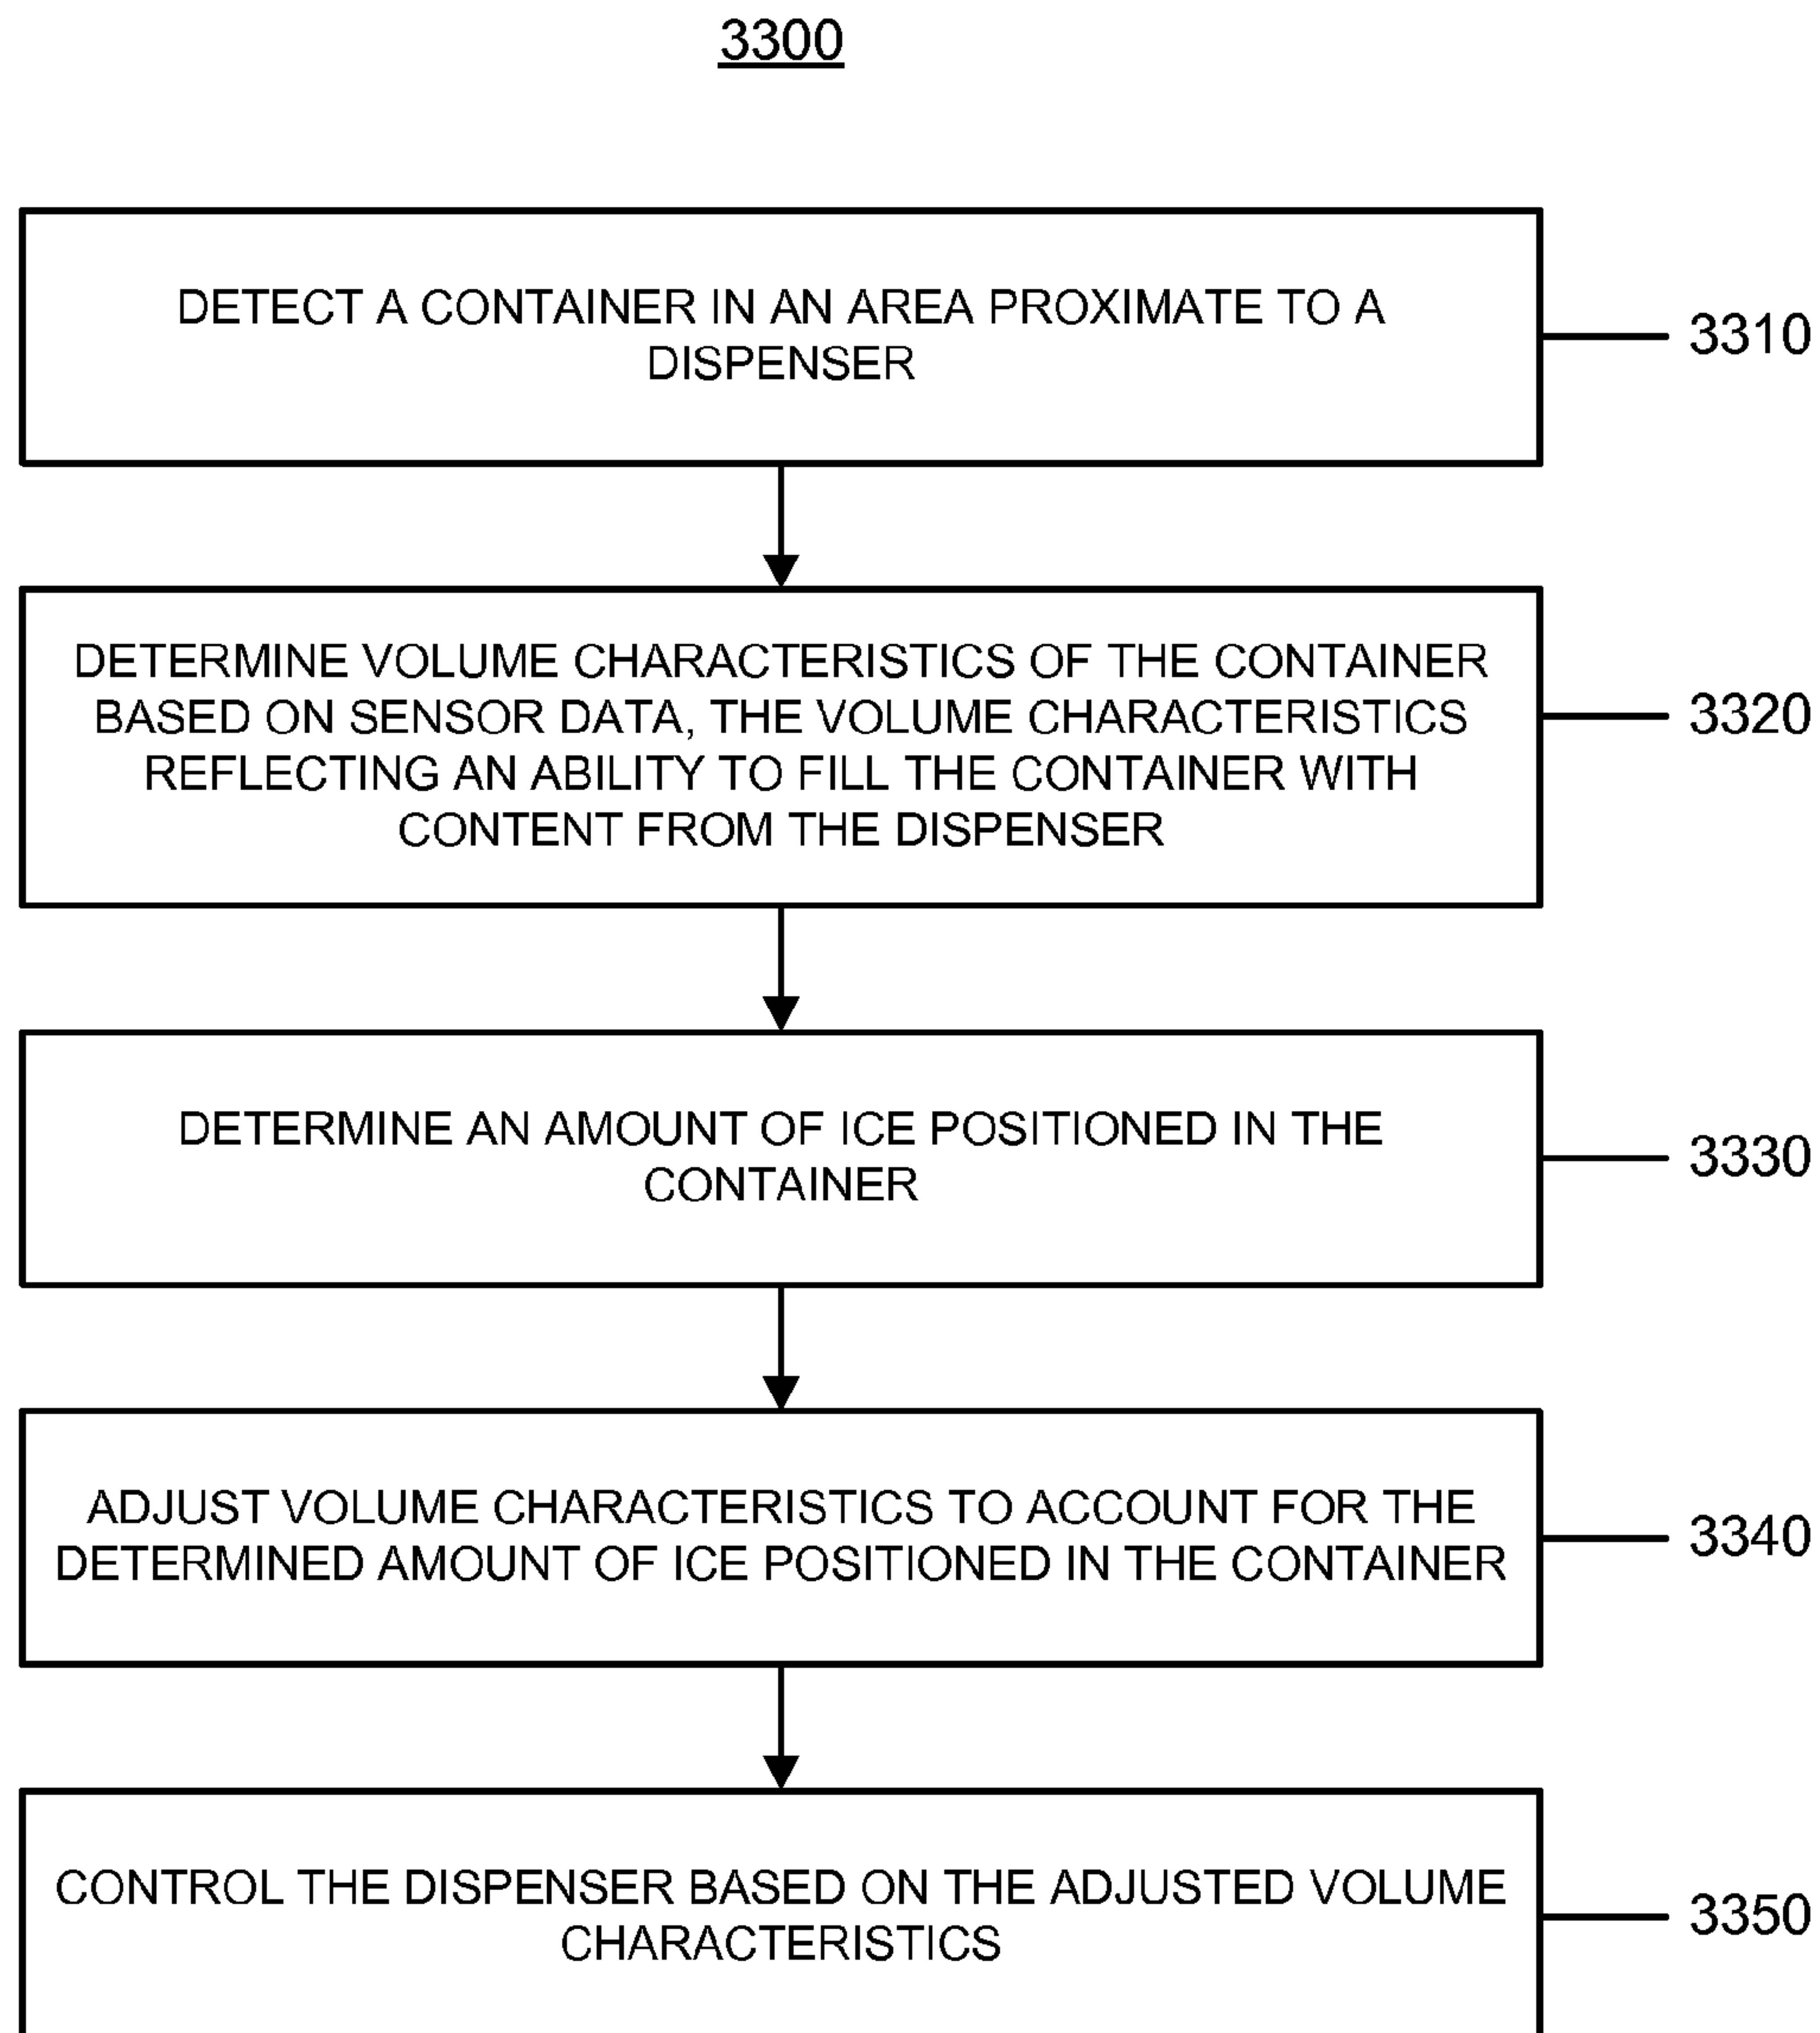 3300
DETECT A CONTAINER IN AN AREA PROXIMATE TO A
DISPENSER
3310
DETERMINE VOLUME CHARACTERISTICS OF THE CONTAINER
BASED ON SENSOR DATA, THE VOLUME CHARACTERISTICS
REFLECTING AN ABILITY TO FILL THE CONTAINER WITH
CONTENT FROM THE DISPENSER
3320
DETERMINE AN AMOUNT OF ICE POSITIONED IN THE
CONTAINER
3330
ADJUST VOLUME CHARACTERISTICS TO ACCOUNT FOR THE
DETERMINED AMOUNT OF ICE POSITIONED IN THE CONTAINER
3340
CONTROL THE DISPENSER BASED ON THE ADJUSTED VOLUME
CHARACTERISTICS
3350